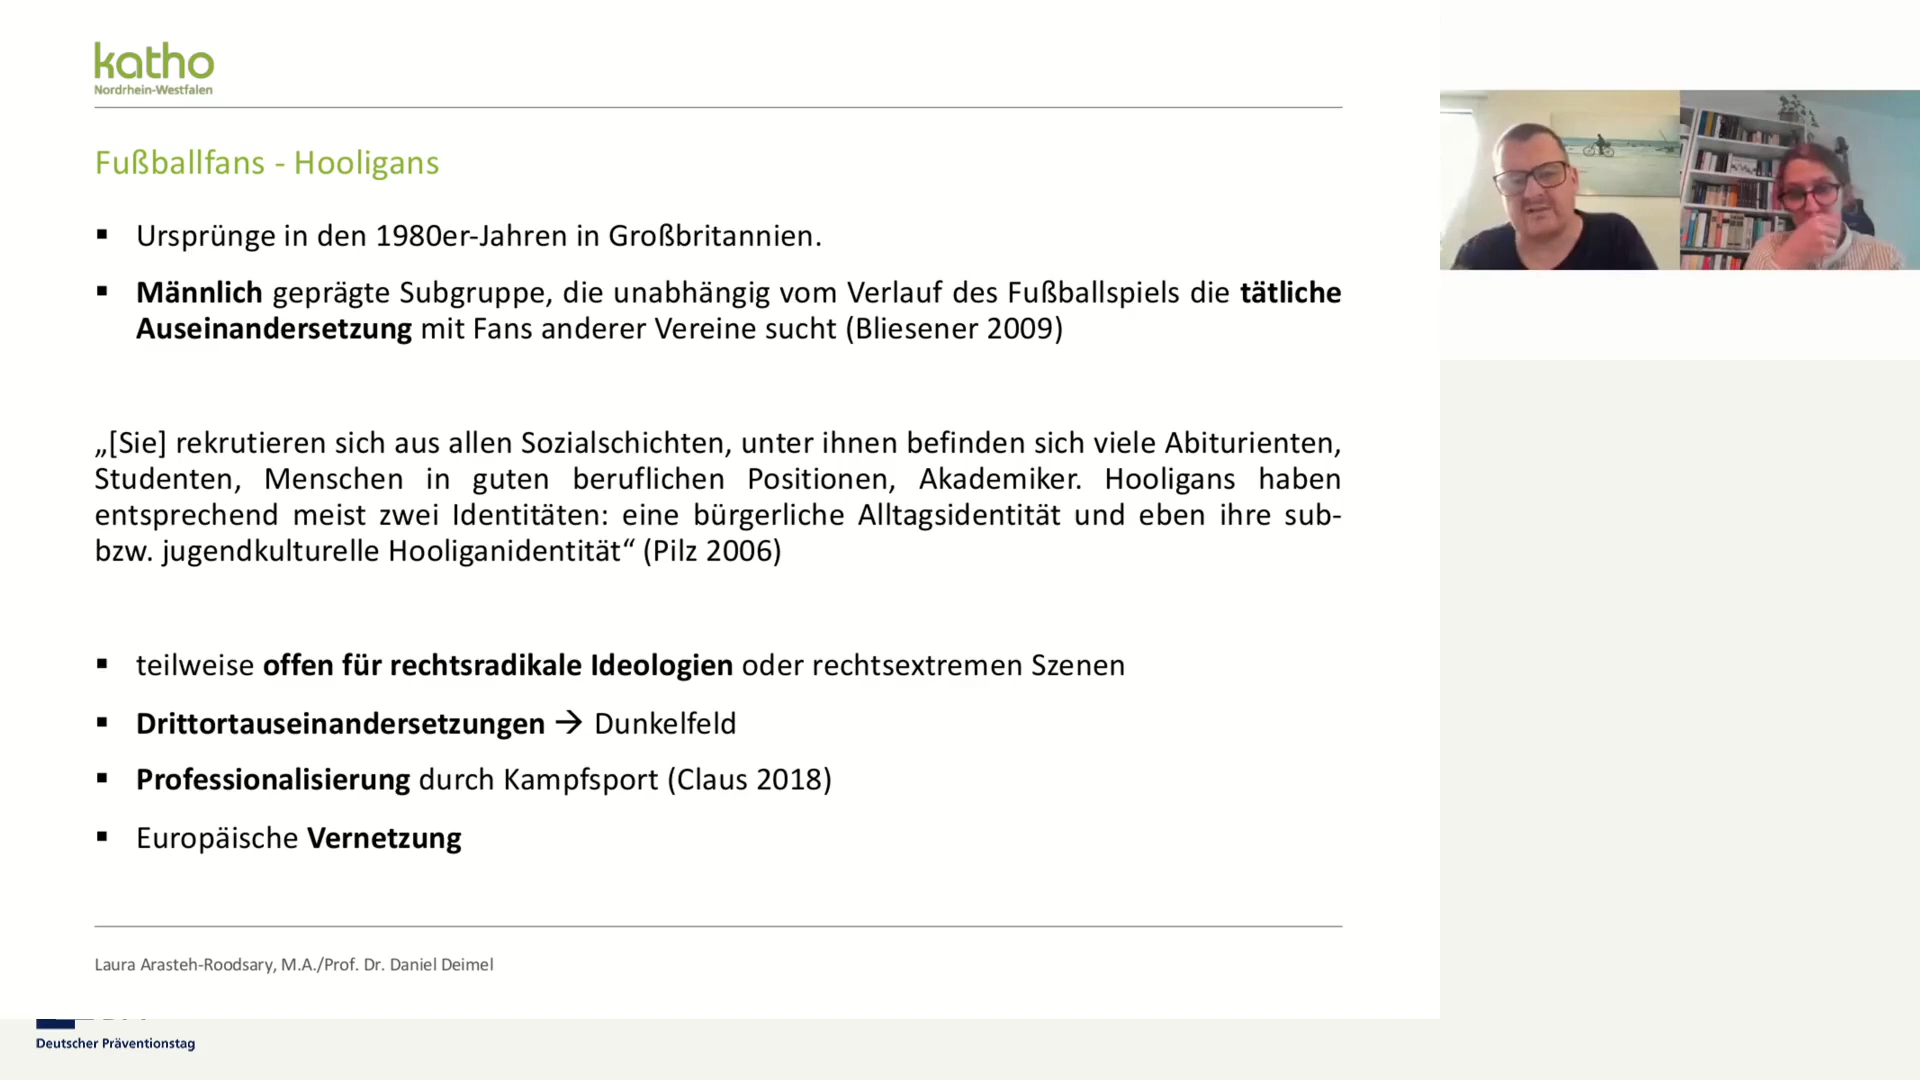 katho
Nordrhein-Westfalen
Fußballfans - Hooligans
▪ Ursprünge in den 1980er-Jahren in Großbritannien.
▪ Männlich geprägte Subgruppe, die unabhängig vom Verlauf des Fußballspiels die tätliche
Auseinandersetzung mit Fans anderer Vereine sucht (Bliesener 2009)
„[Sie] rekrutieren sich aus allen Sozialschichten, unter ihnen befinden sich viele Abiturienten,
Studenten, Menschen in guten beruflichen Positionen, Akademiker. Hooligans haben
entsprechend meist zwei Identitäten: eine bürgerliche Alltagsidentität und eben ihre sub-
bzw. jugendkulturelle Hooliganidentität“ (Pilz 2006)
▪ teilweise offen für rechtsradikale Ideologien oder rechtsextremen Szenen
▪ Drittortauseinandersetzungen → Dunkelfeld
▪ Professionalisierung durch Kampfsport (Claus 2018)
▪ Europäische Vernetzung
Laura Arasteh-Roodsary, M.A./Prof. Dr. Daniel Deimel
Deutscher Präventionstag